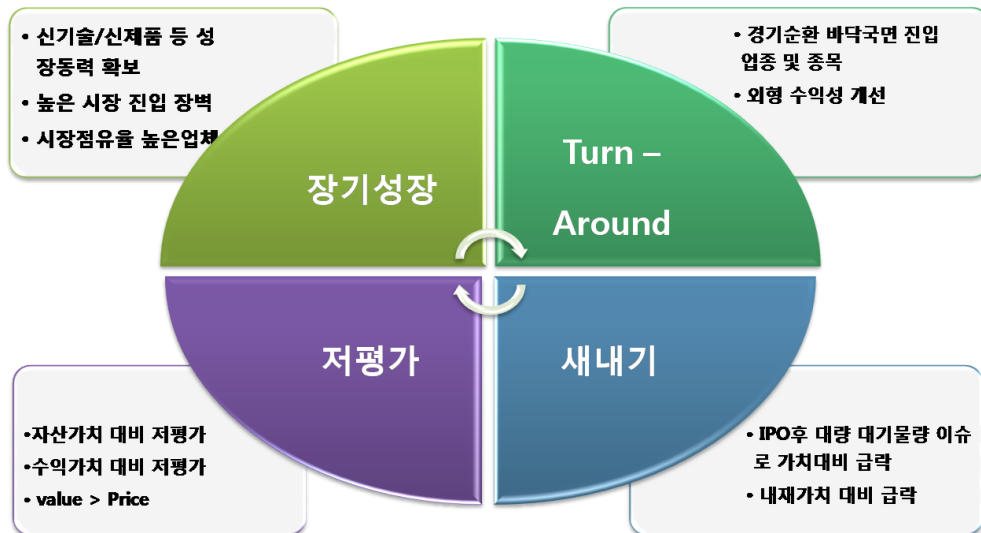 • 신기술/신제품 등 성
장동력 확보
• 높은 시장 진입 장벽
• 시장점유율 높은업체
• 경기순환 바닥국면 진입
업종 및 종목
• 외형 수익성 개선
장기성장
Turn –
Around
저평가
새내기
•자산가치 대비 저평가
•수익가치 대비 저평가
• value > Price
• IPO후 대량 대기물량 이슈
로 가치대비 급락
• 내재가치 대비 급락